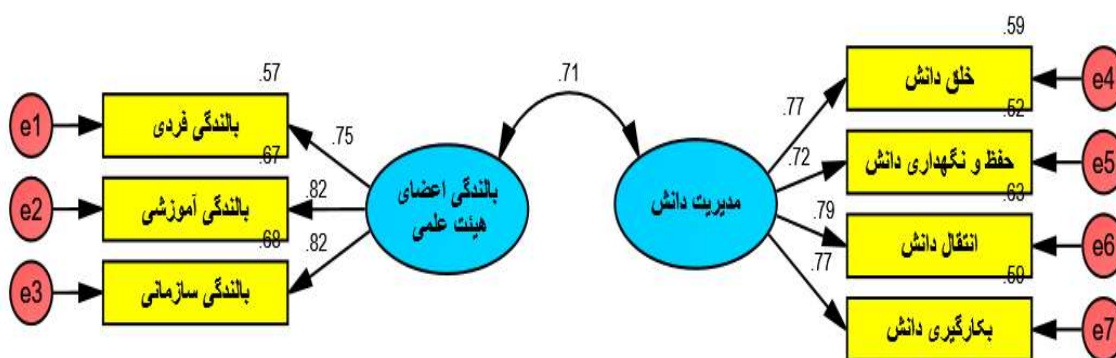 .59
.57
.71
خلق دانش
e4
.77
.52
e1
بالندگی فردی
.75
.72
حفظ و نگهداری دانش
e5
.67
.63
بالندگی اعضای
هیئت علمی
مدیریت دانش
e2
بالندگی آموزشی
.82
.79
انتقال دانش
e6
.68
.82
.77
.59
e3
بالندگی سازمانی
بکارگیری دانش
e7